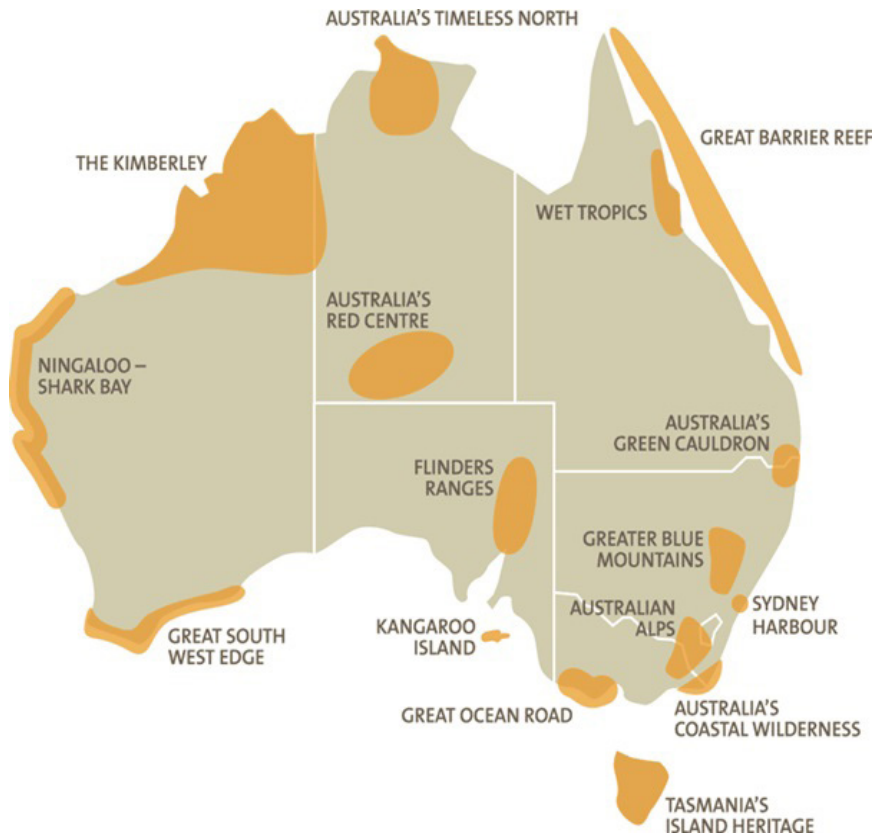 AUSTRALIA'S TIMELESS NORTH
GREAT BARRIER REEF
THE KIMBERLEY
WET TROPICS
AUSTRALIA'S
RED CENTRE
NINGALOO –
SHARK BAY
AUSTRALIA'S
GREEN CAULDRON
FLINDERS
RANGES
GREATER BLUE
MOUNTAINS
SYDNEY
HARBOUR
AUSTRALIAN
ALPS
KANGAROO
ISLAND
GREAT SOUTH
WEST EDGE
GREAT OCEAN ROAD
AUSTRALIA'S
COASTAL WILDERNESS
TASMANIA'S
ISLAND HERITAGE